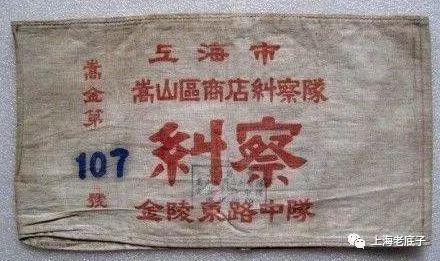 上海市
嵩山區商店糾察隊
糾察
金陵東路中隊
嵩金第
107
號
上海老底子